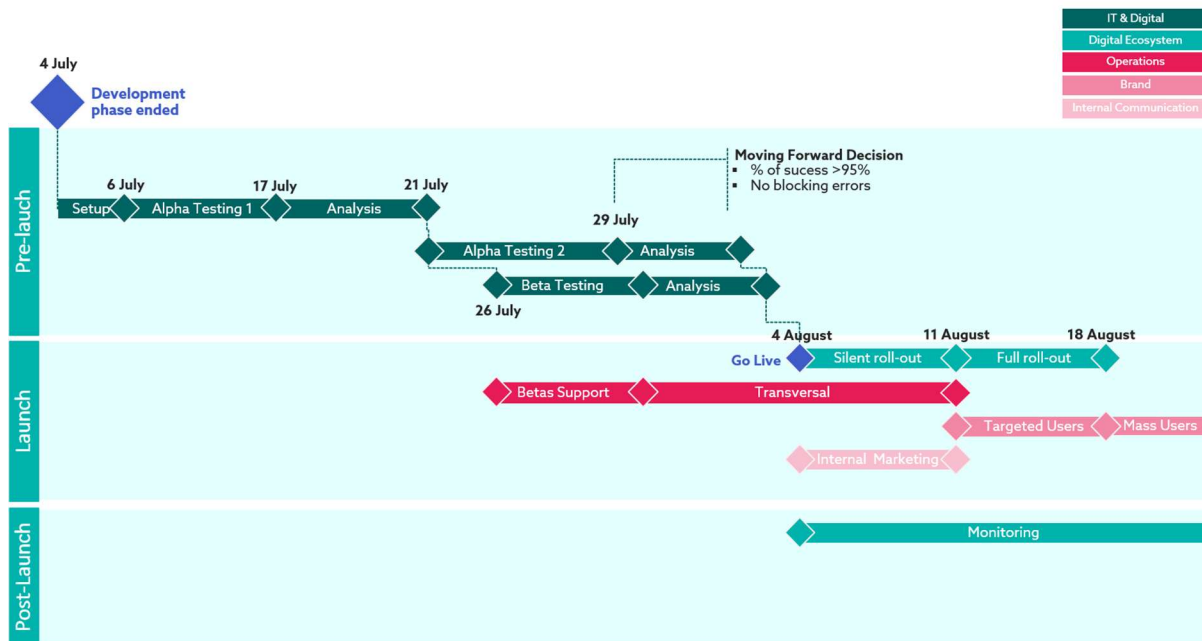 IT & Digital
Digital Ecosystem
Operations
Brand
Internal Communication
4 July
Development
phase ended
Pre-lauch
6 July
17 July
21 July
Setup
Alpha Testing 1
Analysis
Moving Forward Decision
▪ % of sucess >95%
▪ No blocking errors
29 July
Alpha Testing 2
Analysis
Beta Testing
Analysis
26 July
Launch
4 August
11 August
18 August
Go Live
Silent roll-out
Full roll-out
Betas Support
Transversal
Targeted Users
Mass Users
Internal Marketing
Post-Launch
Monitoring